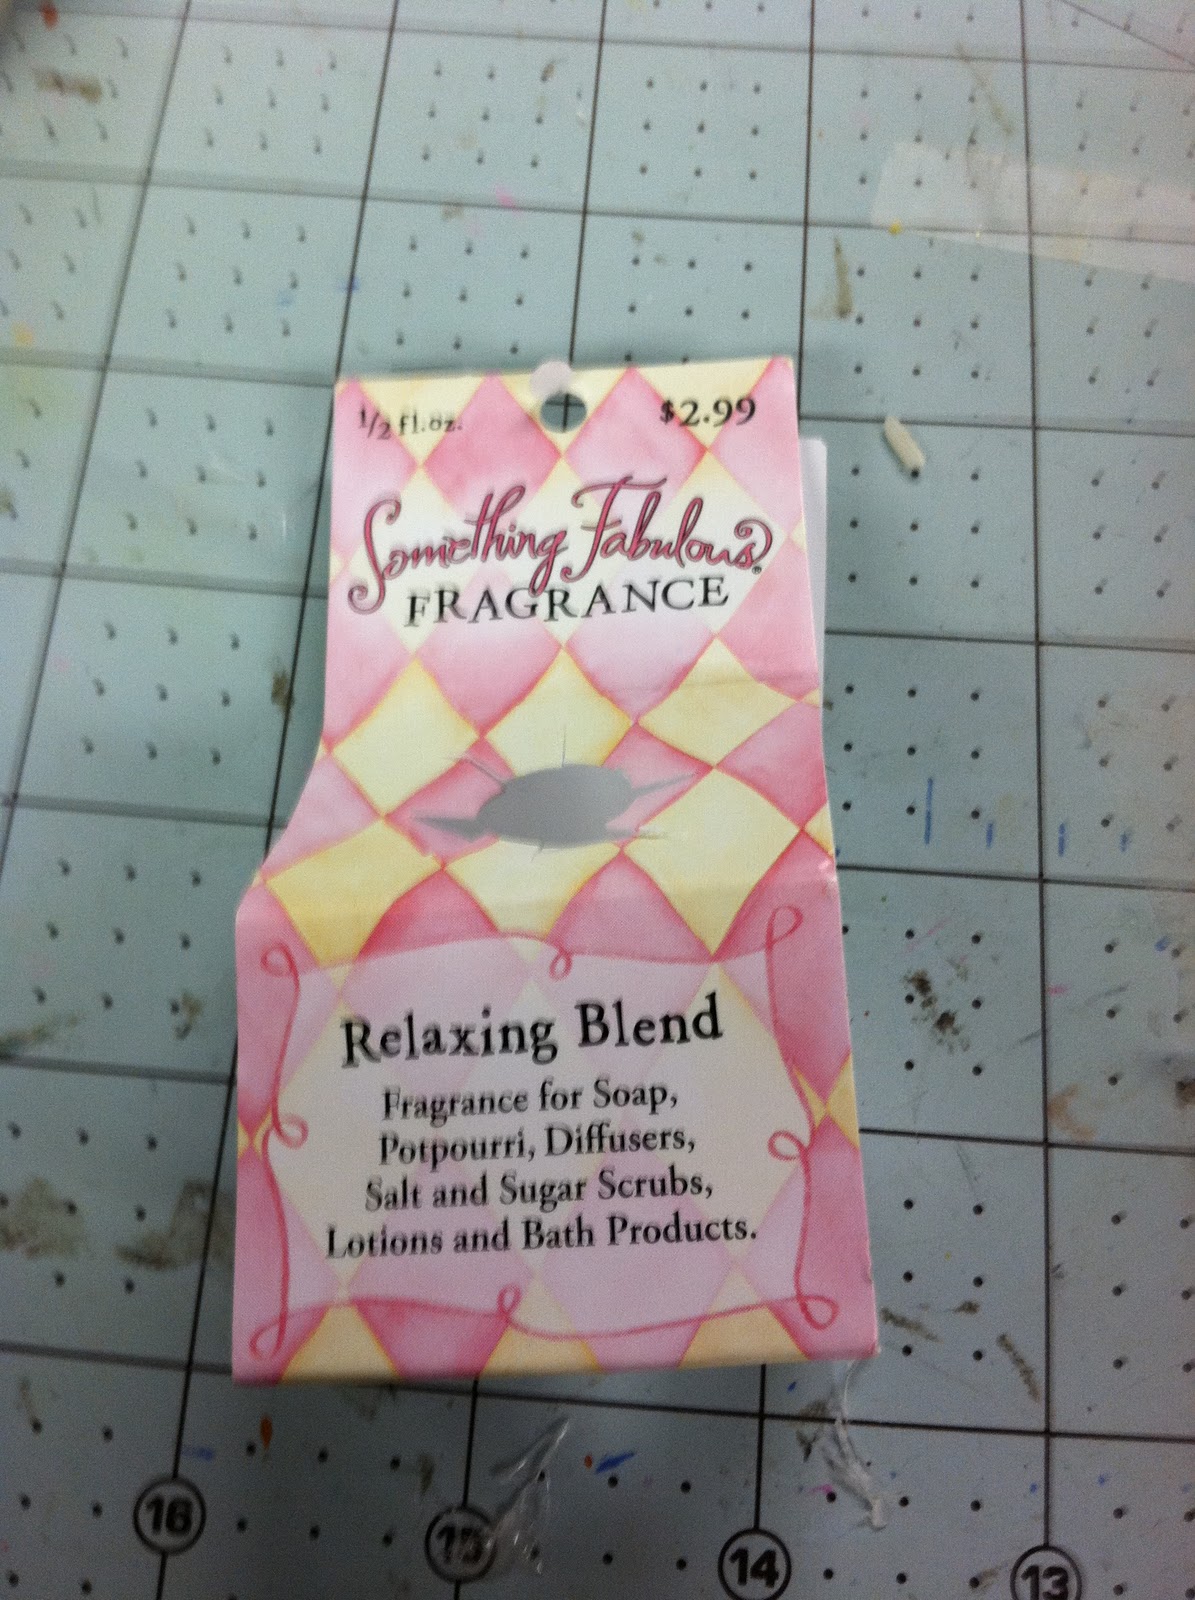 1/2 fl.oz. $2.99
Something Fabulous®
FRAGRANCE
Relaxing Blend
Fragrance for Soap,
Potpourri, Diffusers,
Salt and Sugar Scrubs,
Lotions and Bath Products.
16 15 14 13